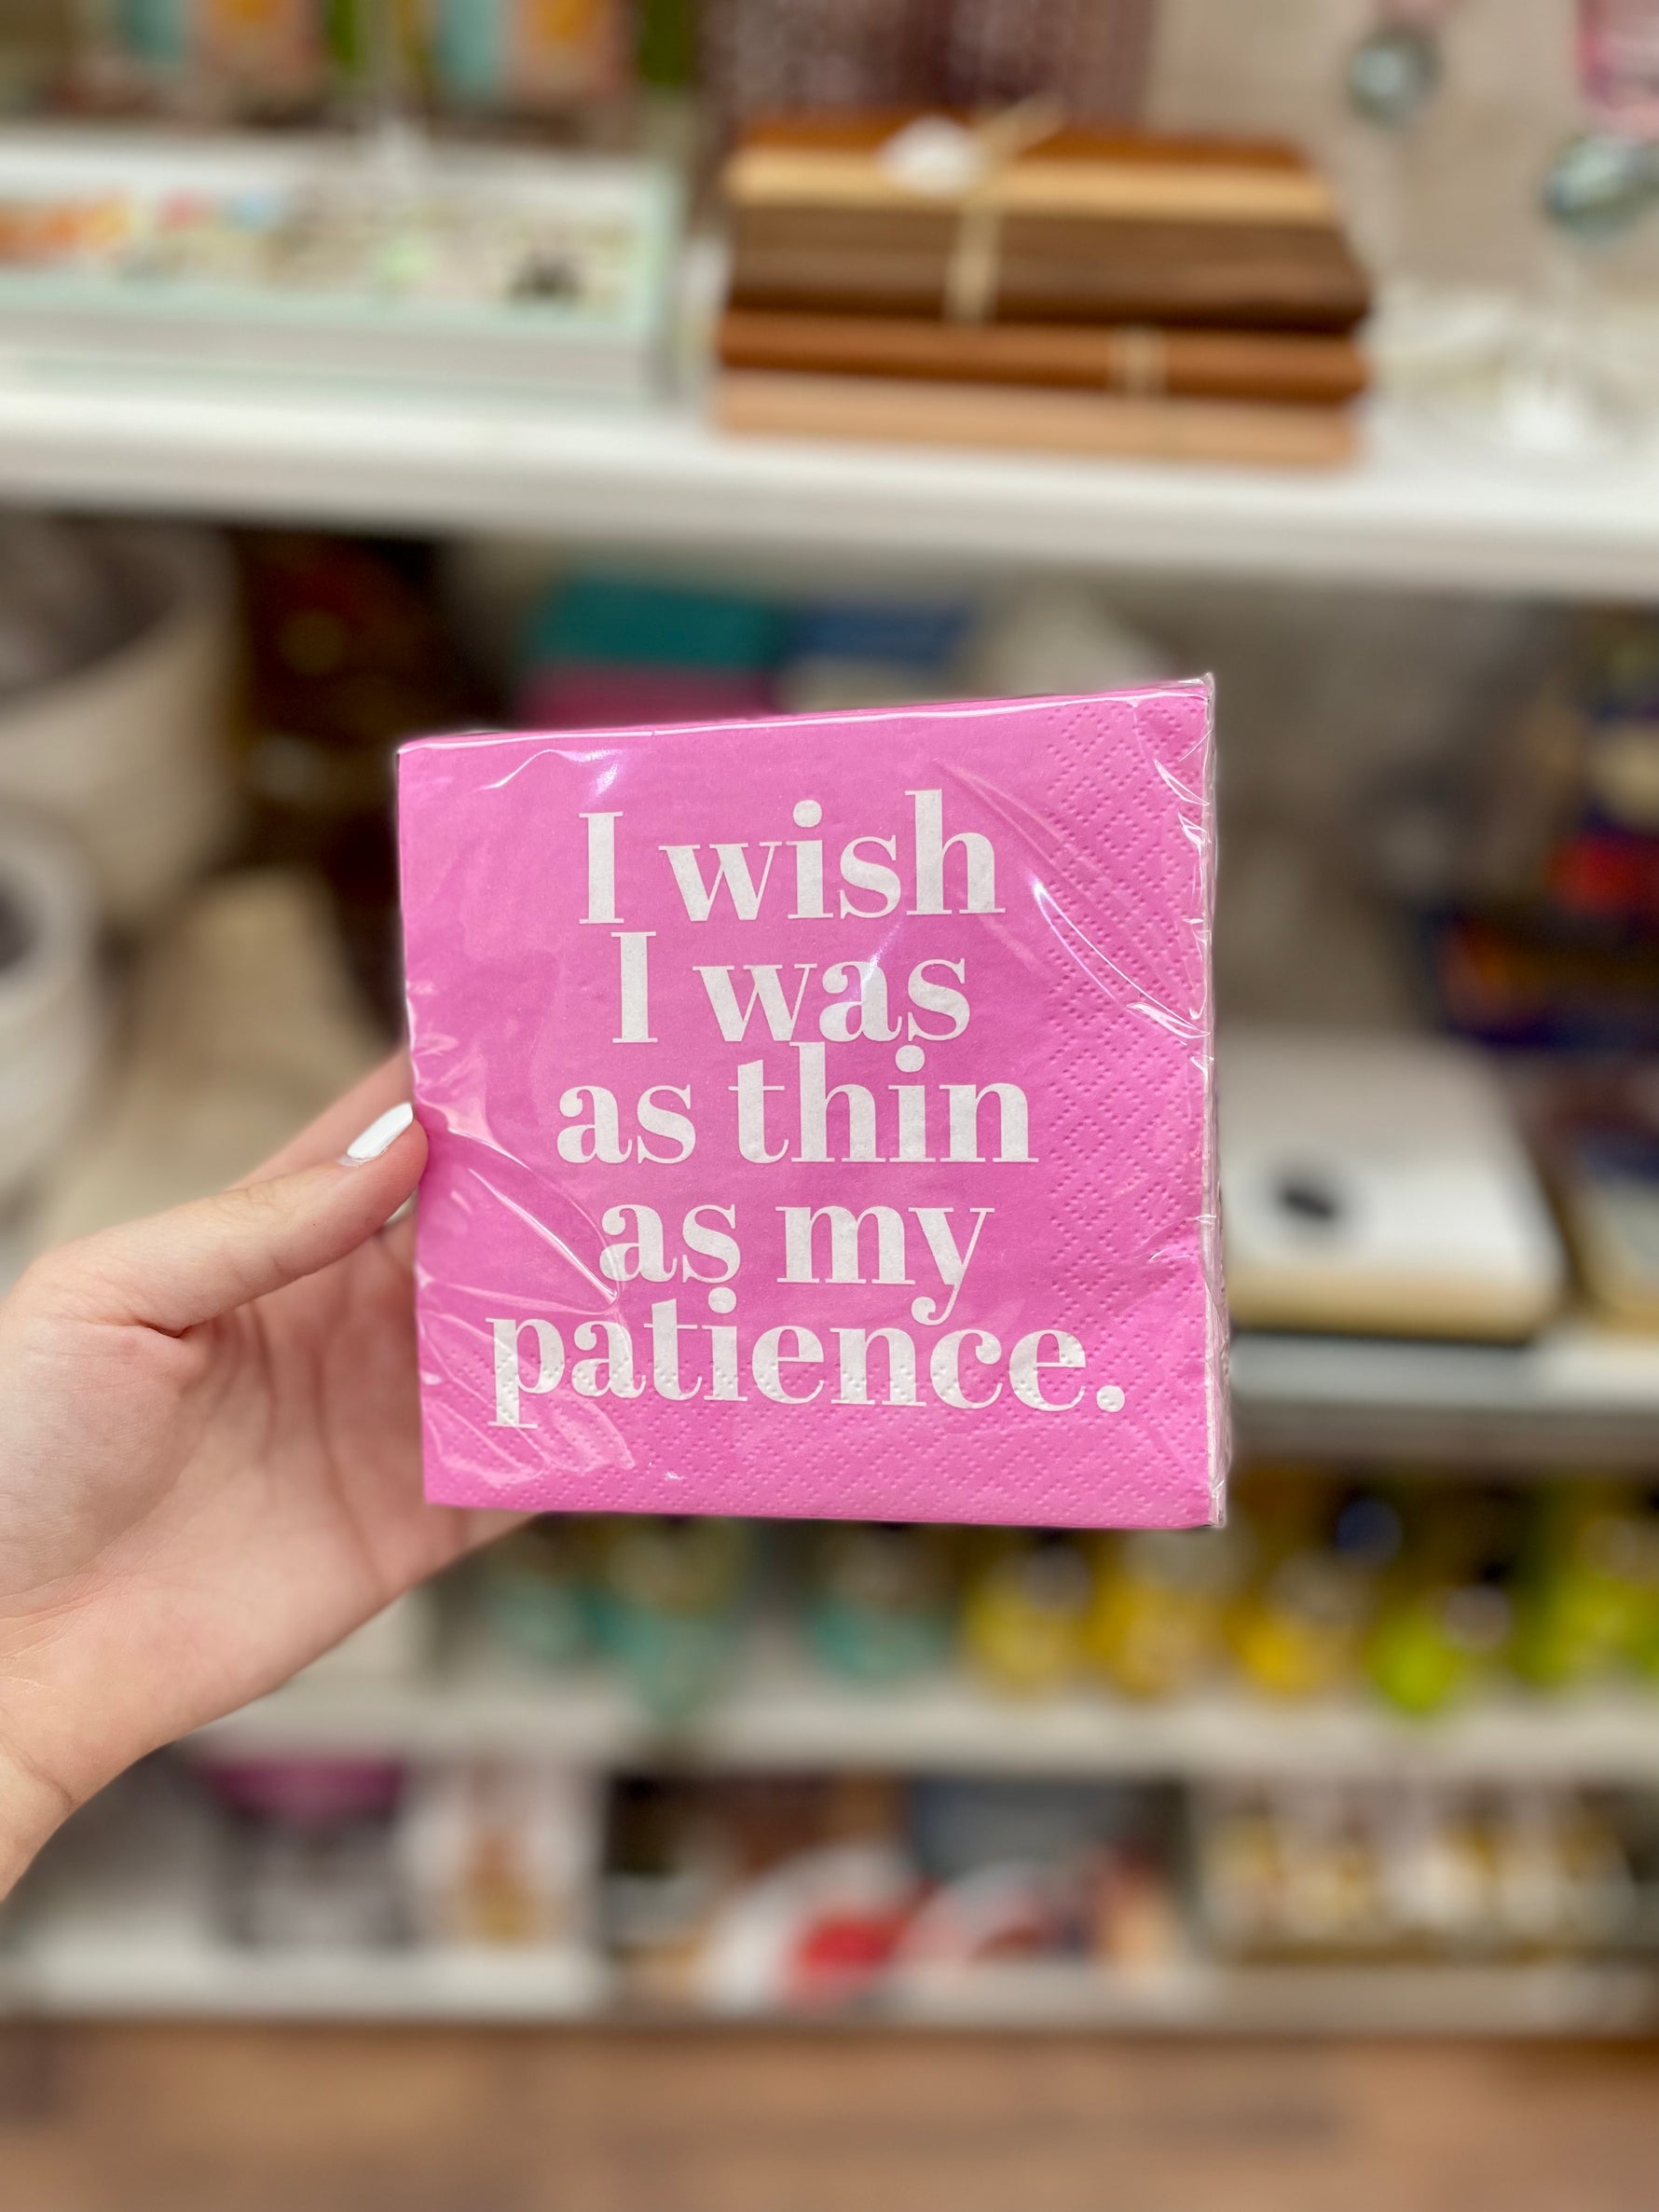 I wish
I was
as thin
as my
patience.